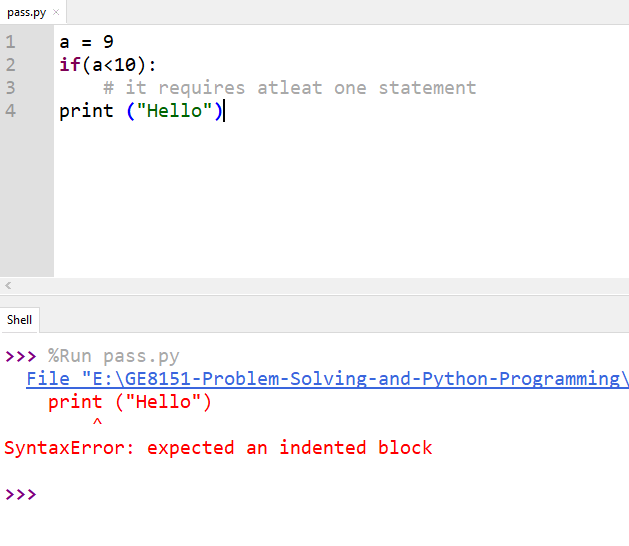 pass.py ×
1 a = 9
2 if(a<10):
3     # it requires atleat one statement
4 print ("Hello")
<
Shell
>>> %Run pass.py
  File "E:\GE8151-Problem-Solving-and-Python-Programming\
    print ("Hello")
        ^
SyntaxError: expected an indented block
>>>